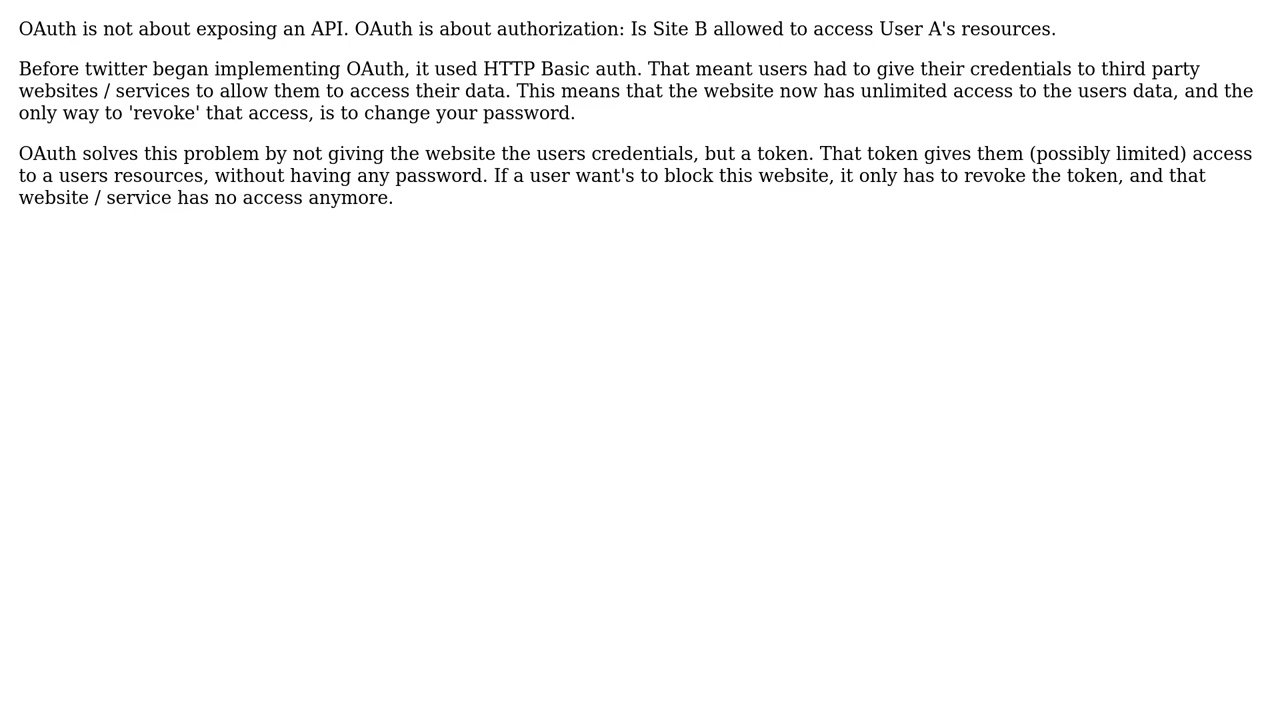 OAuth is not about exposing an API. OAuth is about authorization: Is Site B allowed to access User A's resources.
Before twitter began implementing OAuth, it used HTTP Basic auth. That meant users had to give their credentials to third party
websites / services to allow them to access their data. This means that the website now has unlimited access to the users data, and the
only way to 'revoke' that access, is to change your password.
OAuth solves this problem by not giving the website the users credentials, but a token. That token gives them (possibly limited) access
to a users resources, without having any password. If a user want's to block this website, it only has to revoke the token, and that
website / service has no access anymore.